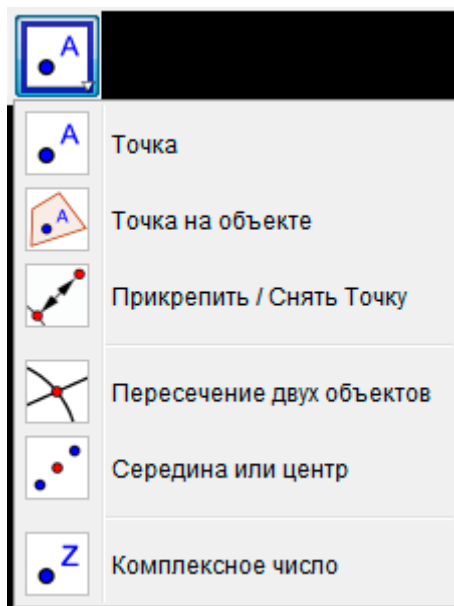 A
A
Точка
A
Точка на объекте
Прикрепить / Снять Точку
Пересечение двух объектов
Середина или центр
Z
Комплексное число